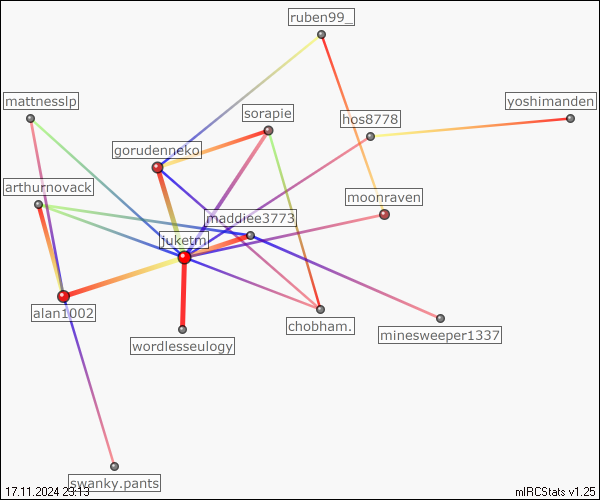 ruben99_
mattnesslp
yoshimanden
sorapie
hos8778
gorudenneko
arthurnovack
moonraven
maddiee3773
juketm
alan1002
chobham.
minesweeper1337
wordlesseulogy
swanky.pants
17.11.2024 23:13
mIRCStats v1.25